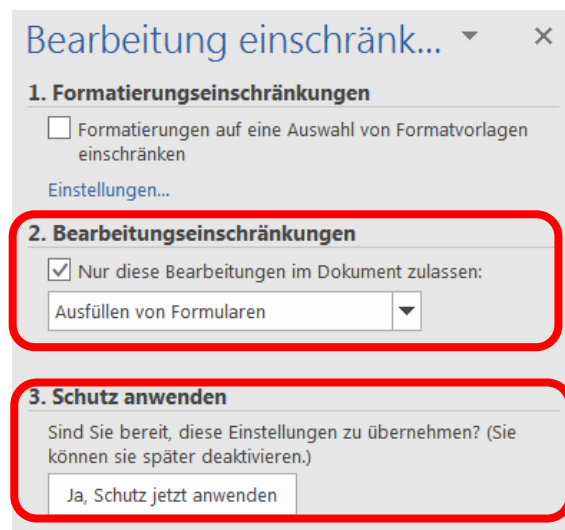 Bearbeitung einschränk...
1. Formatierungseinschränkungen
Formatierungen auf eine Auswahl von Formatvorlagen
einschränken
Einstellungen...
2. Bearbeitungseinschränkungen
Nur diese Bearbeitungen im Dokument zulassen:
Ausfüllen von Formularen
3. Schutz anwenden
Sind Sie bereit, diese Einstellungen zu übernehmen? (Sie
können sie später deaktivieren.)
Ja, Schutz jetzt anwenden